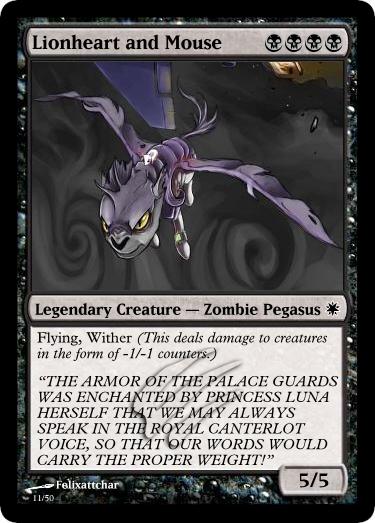 Lionheart and Mouse
Legendary Creature — Zombie Pegasus
Flying, Wither (This deals damage to creatures
in the form of -1/-1 counters.)
“THE ARMOR OF THE PALACE GUARDS
WAS ENCHANTED BY PRINCESS LUNA
HERSELF THAT WE MAY ALWAYS
SPEAK IN THE ROYAL CANTERLOT
VOICE, SO THAT OUR WORDS WOULD
CARRY THE PROPER WEIGHT!”
5/5
Felixattchar
11/50